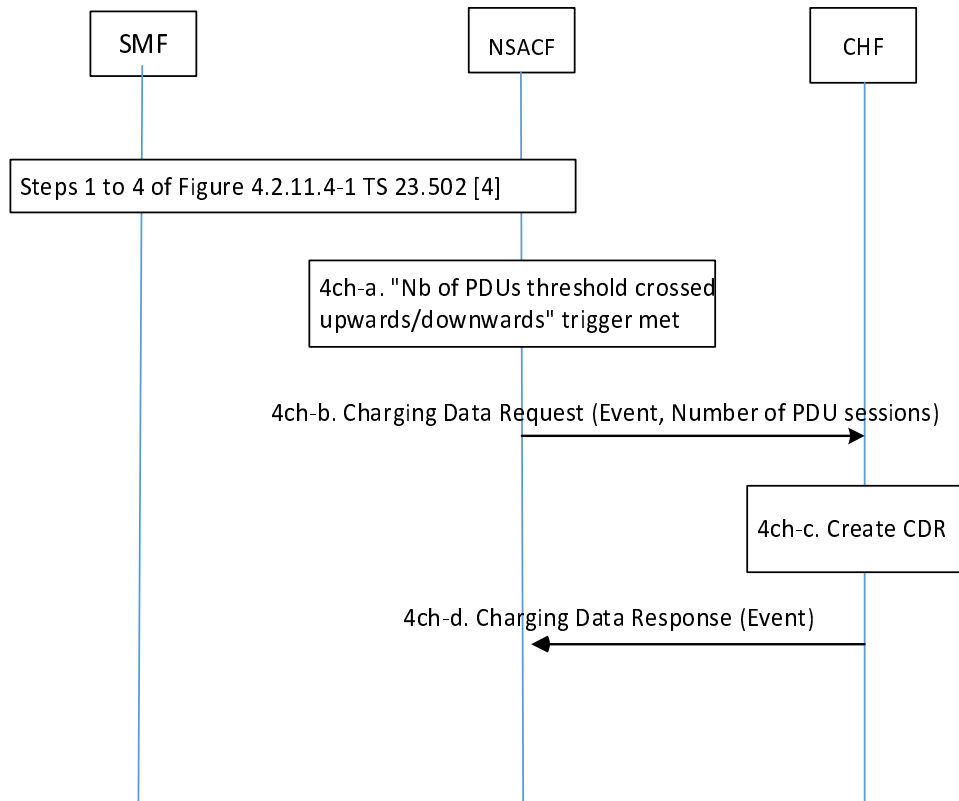 SMF
NSACF
CHF
Steps 1 to 4 of Figure 4.2.11.4-1 TS 23.502 [4]
4ch-a. "Nb of PDUs threshold crossed
upwards/downwards" trigger met
4ch-b. Charging Data Request (Event, Number of PDU sessions)
4ch-c. Create CDR
4ch-d. Charging Data Response (Event)